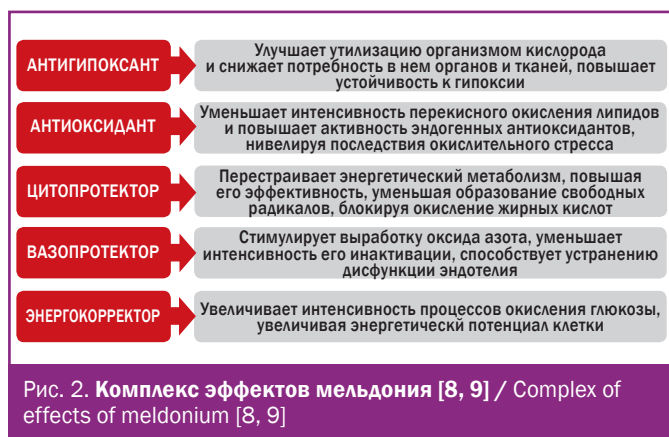 АНТИГИПОКСАНТ
Улучшает утилизацию организмом кислорода
и снижает потребность в нем органов и тканей, повышает
устойчивость к гипоксии
АНТИОКСИДАНТ
Уменьшает интенсивность перекисного окисления липидов
и повышает активность эндогенных антиоксидантов,
нивелируя последствия окислительного стресса
ЦИТОПРОТЕКТОР
Перестраивает энергетический метаболизм, повышая
его эффективность, уменьшая образование свободных
радикалов, блокируя окисление жирных кислот
ВАЗОПРОТЕКТОР
Стимулирует выработку оксида азота, уменьшает
интенсивность его инактивации, способствует устранению
дисфункции эндотелия
ЭНЕРГОКОРРЕКТОР
Увеличивает интенсивность процессов окисления глюкозы,
увеличивая энергетическй потенциал клетки
Рис. 2. Комплекс эффектов мельдония [8, 9] / Complex of
effects of meldonium [8, 9]